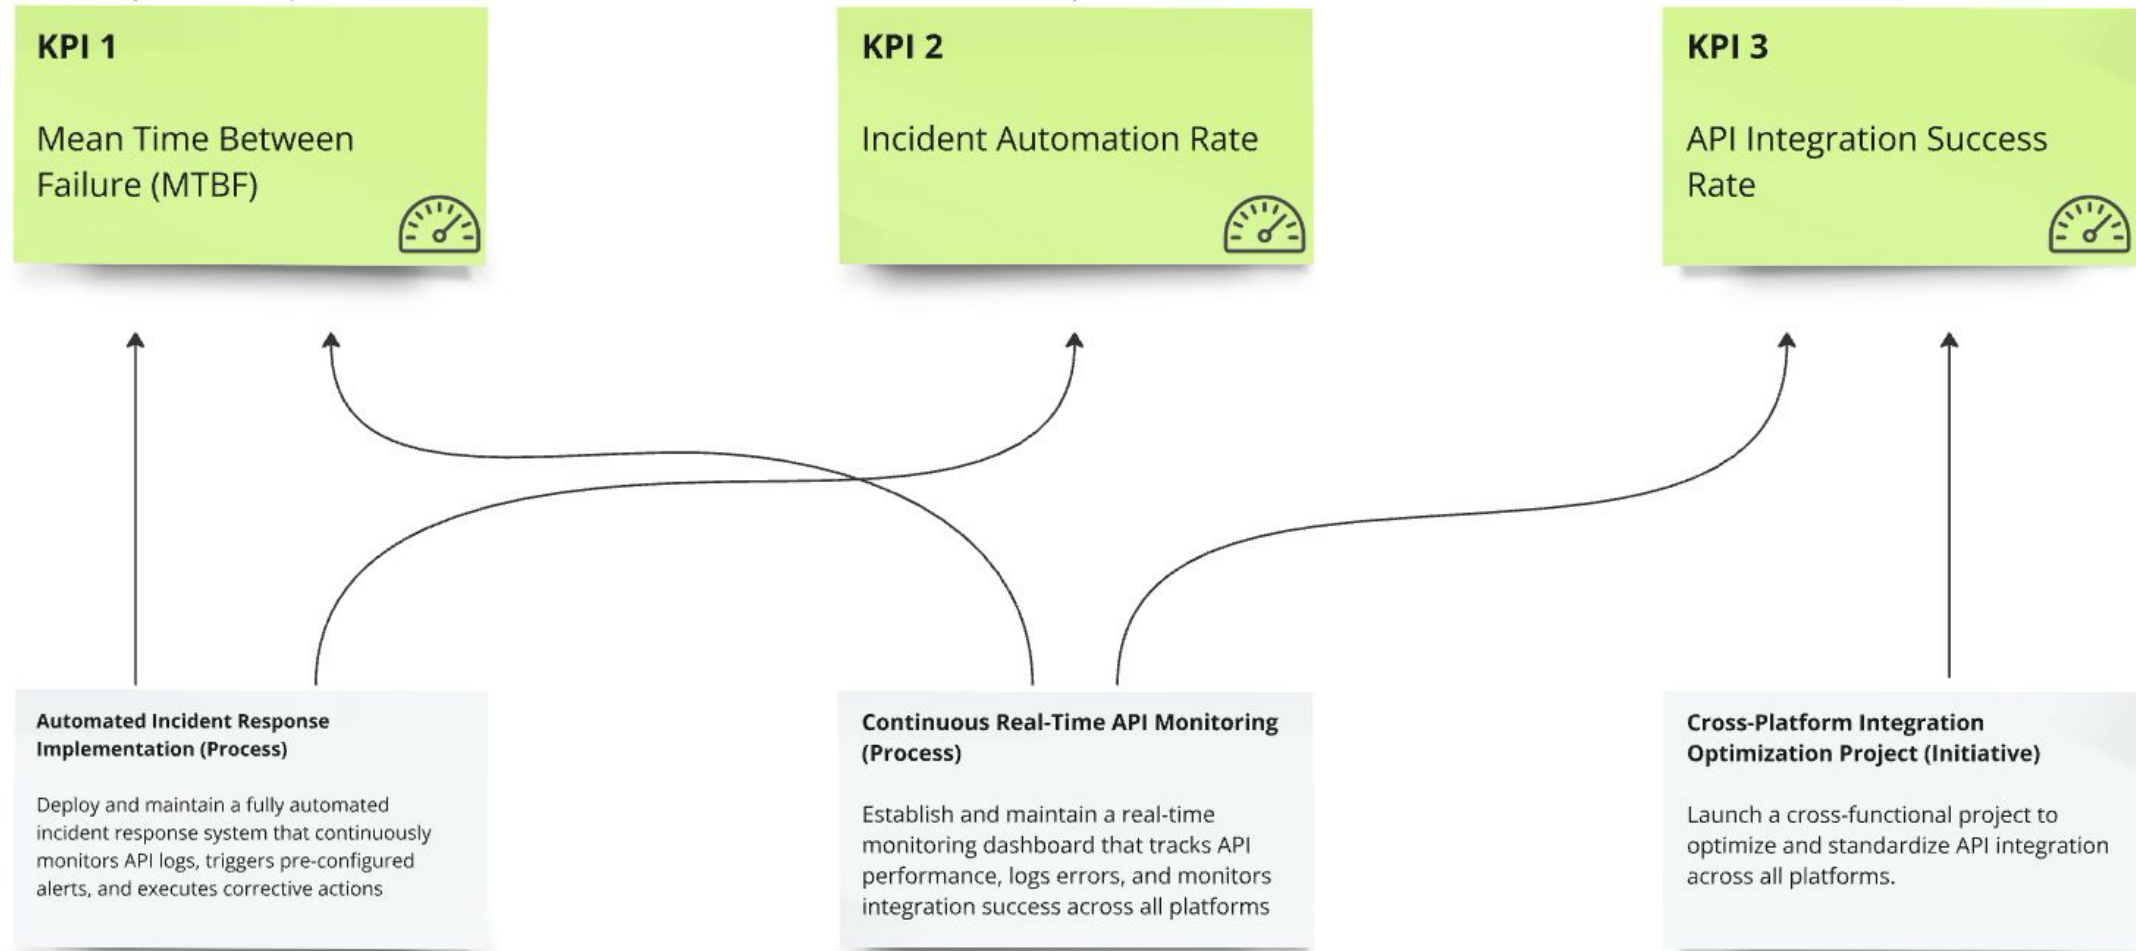 KPI 1
Mean Time Between
Failure (MTBF)
KPI 2
Incident Automation Rate
KPI 3
API Integration Success
Rate
Automated Incident Response
Implementation (Process)
Deploy and maintain a fully automated
incident response system that continuously
monitors API logs, triggers pre-configured
alerts, and executes corrective actions
Continuous Real-Time API Monitoring
(Process)
Establish and maintain a real-time
monitoring dashboard that tracks API
performance, logs errors, and monitors
integration success across all platforms
Cross-Platform Integration
Optimization Project (Initiative)
Launch a cross-functional project to
optimize and standardize API integration
across all platforms.